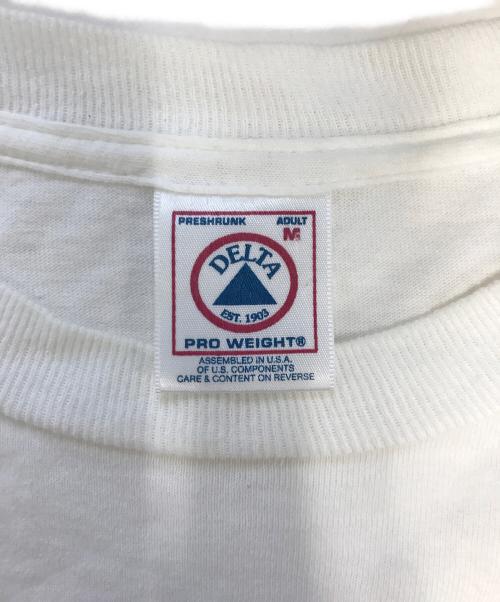 PRESHRUNK ADULT
M
DELTA
EST. 1903
PRO WEIGHT®
ASSEMBLED IN U.S.A.
OF U.S. COMPONENTS
CARE & CONTENT ON REVERSE